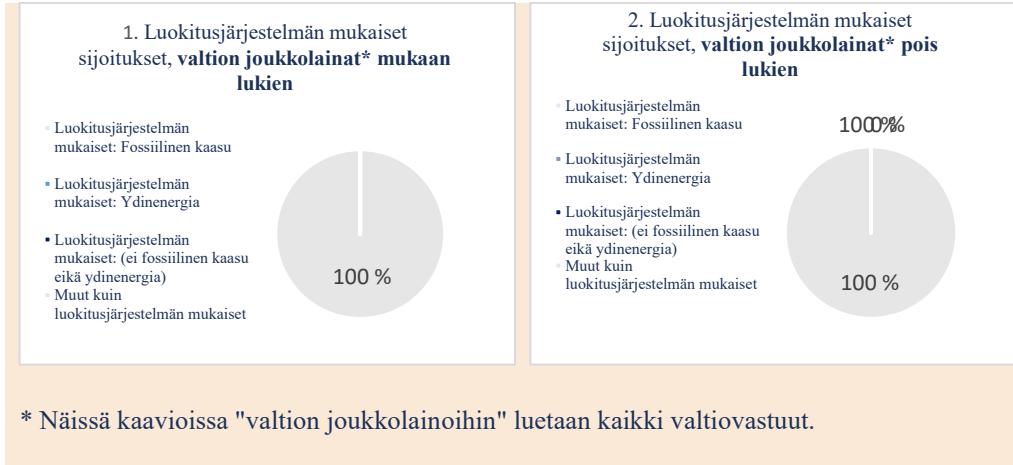 1. Luokitusjärjestelmän mukaiset
sijoitukset, valtion joukkolainat* mukaan
lukien
Luokitusjärjestelmän
mukaiset: Fossiilinen kaasu
Luokitusjärjestelmän
mukaiset: Ydinenergia
Luokitusjärjestelmän
mukaiset: (ei fossiilinen kaasu
eikä ydinenergia)
Muut kuin
luokitusjärjestelmän mukaiset
100 %
2. Luokitusjärjestelmän mukaiset
sijoitukset, valtion joukkolainat* pois
lukien
Luokitusjärjestelmän
mukaiset: Fossiilinen kaasu
Luokitusjärjestelmän
mukaiset: Ydinenergia
Luokitusjärjestelmän
mukaiset: (ei fossiilinen kaasu
eikä ydinenergia)
Muut kuin
luokitusjärjestelmän mukaiset
100 %
* Näissä kaavioissa "valtion joukkolainoihin" luetaan kaikki valtiovastuut.